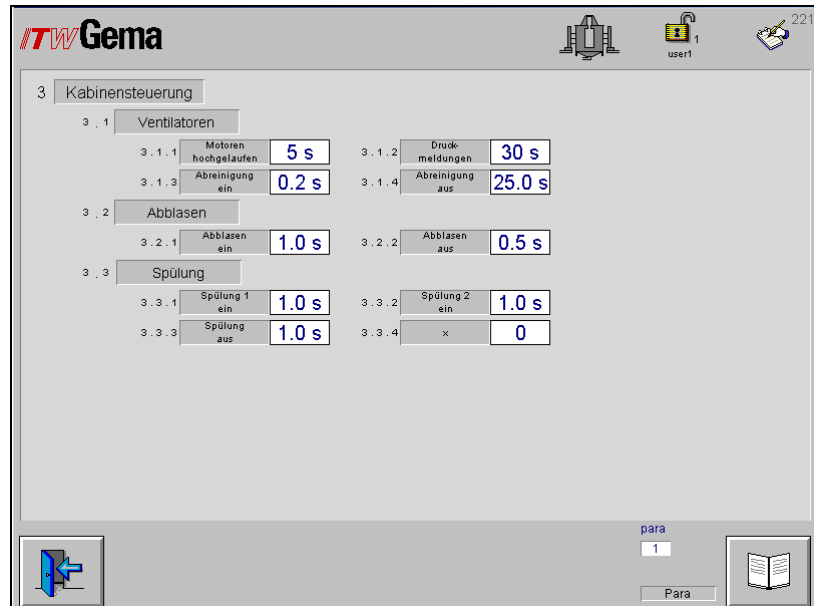 ITWGema
221
1
user1
3 Kabinensteuerung
3.1 Ventilatoren
3.1.1 Motoren hochgelaufen 5 s 3.1.2 Druck- meldungen 30 s
3.1.3 Abreinigung ein 0.2 s 3.1.4 Abreinigung aus 25.0 s
3.2 Abblasen
3.2.1 Abblasen ein 1.0 s 3.2.2 Abblasen aus 0.5 s
3.3 Spülung
3.3.1 Spülung 1 ein 1.0 s 3.3.2 Spülung 2 ein 1.0 s
3.3.3 Spülung aus 1.0 s 3.3.4 x 0
para
1
Para